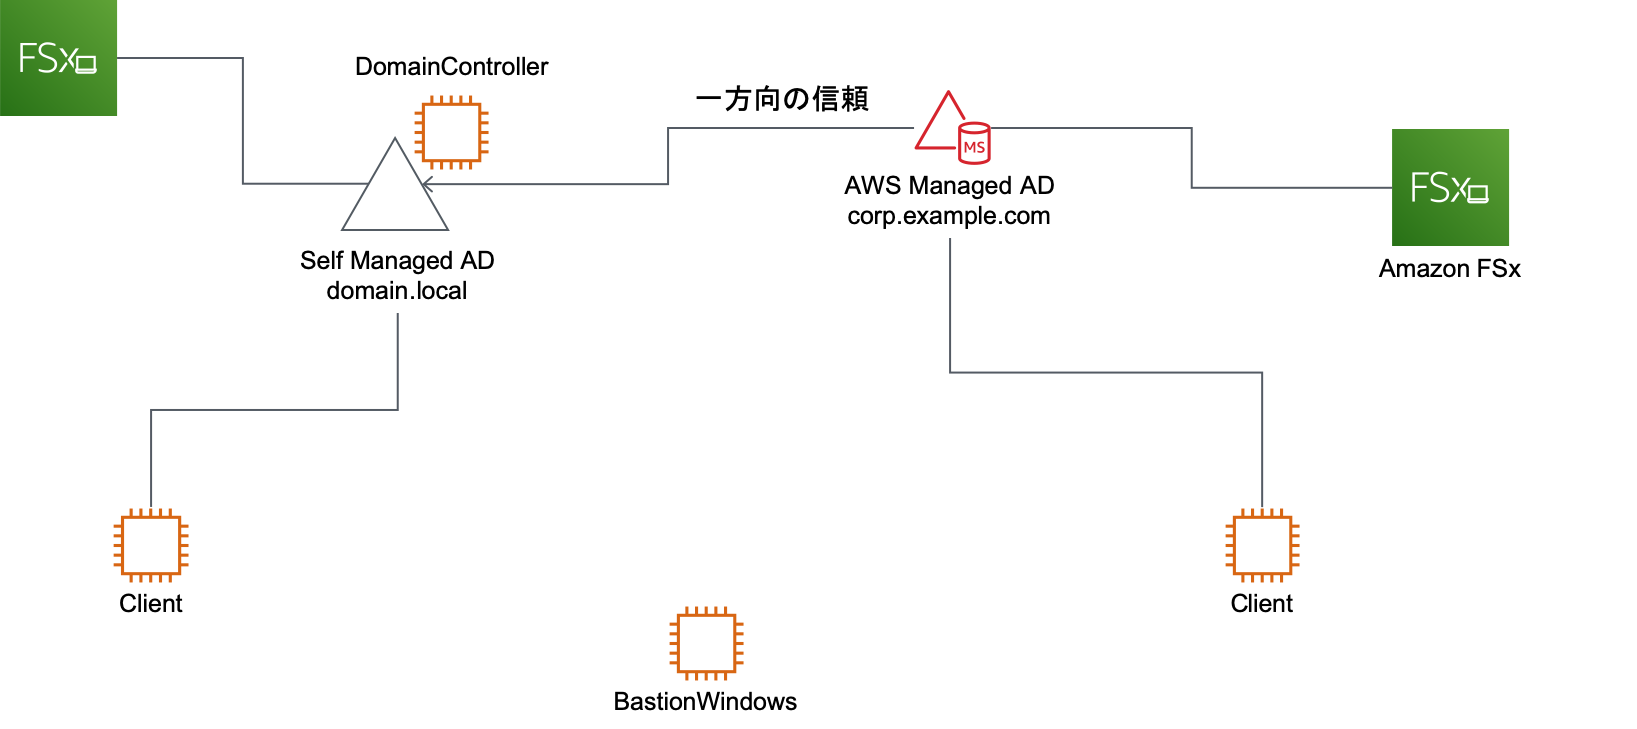 FSx
DomainController
一方向の信頼
MS
AWS Managed AD
corp.example.com
FSx
Amazon FSx
Self Managed AD
domain.local
Client
Client
BastionWindows